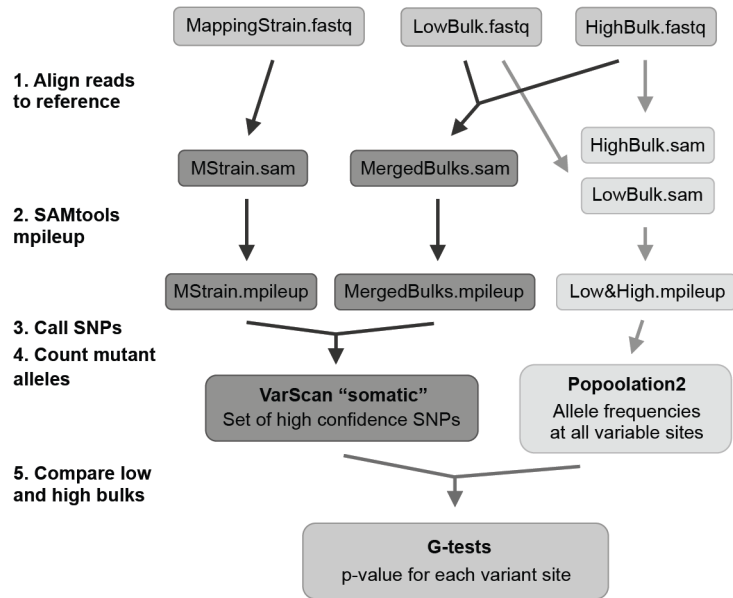 MappingStrain.fastq
LowBulk.fastq
HighBulk.fastq
1. Align reads
to reference
MStrain.sam
MergedBulks.sam
HighBulk.sam
LowBulk.sam
2. SAMtools
mpileup
MStrain.mpileup
MergedBulks.mpileup
Low&High.mpileup
3. Call SNPs
4. Count mutant
alleles
VarScan “somatic”
Set of high confidence SNPs
Popoolation2
Allele frequencies
at all variable sites
5. Compare low
and high bulks
G-tests
p-value for each variant site